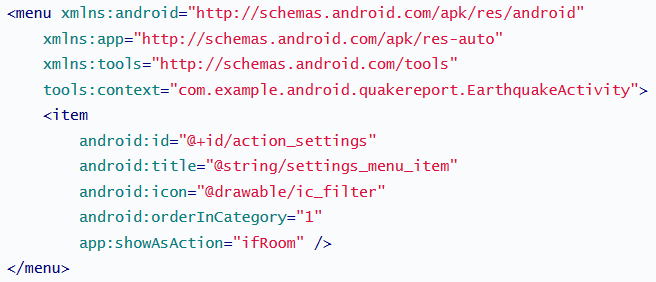 <menu xmlns:android="http://schemas.android.com/apk/res/android"
    xmlns:app="http://schemas.android.com/apk/res-auto"
    xmlns:tools="http://schemas.android.com/tools"
    tools:context="com.example.android.quakereport.EarthquakeActivity">
    <item
        android:id="@+id/action_settings"
        android:title="@string/settings_menu_item"
        android:icon="@drawable/ic_filter"
        android:orderInCategory="1"
        app:showAsAction="ifRoom" />
</menu>